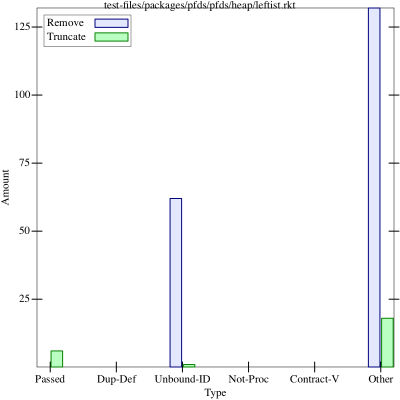 test-files/packages/pfds/pfds/heap/leftist.rkt
Remove
Truncate
125
100
75
50
25
Amount
Passed Dup-Def Unbound-ID Not-Proc Contract-V Other
Type